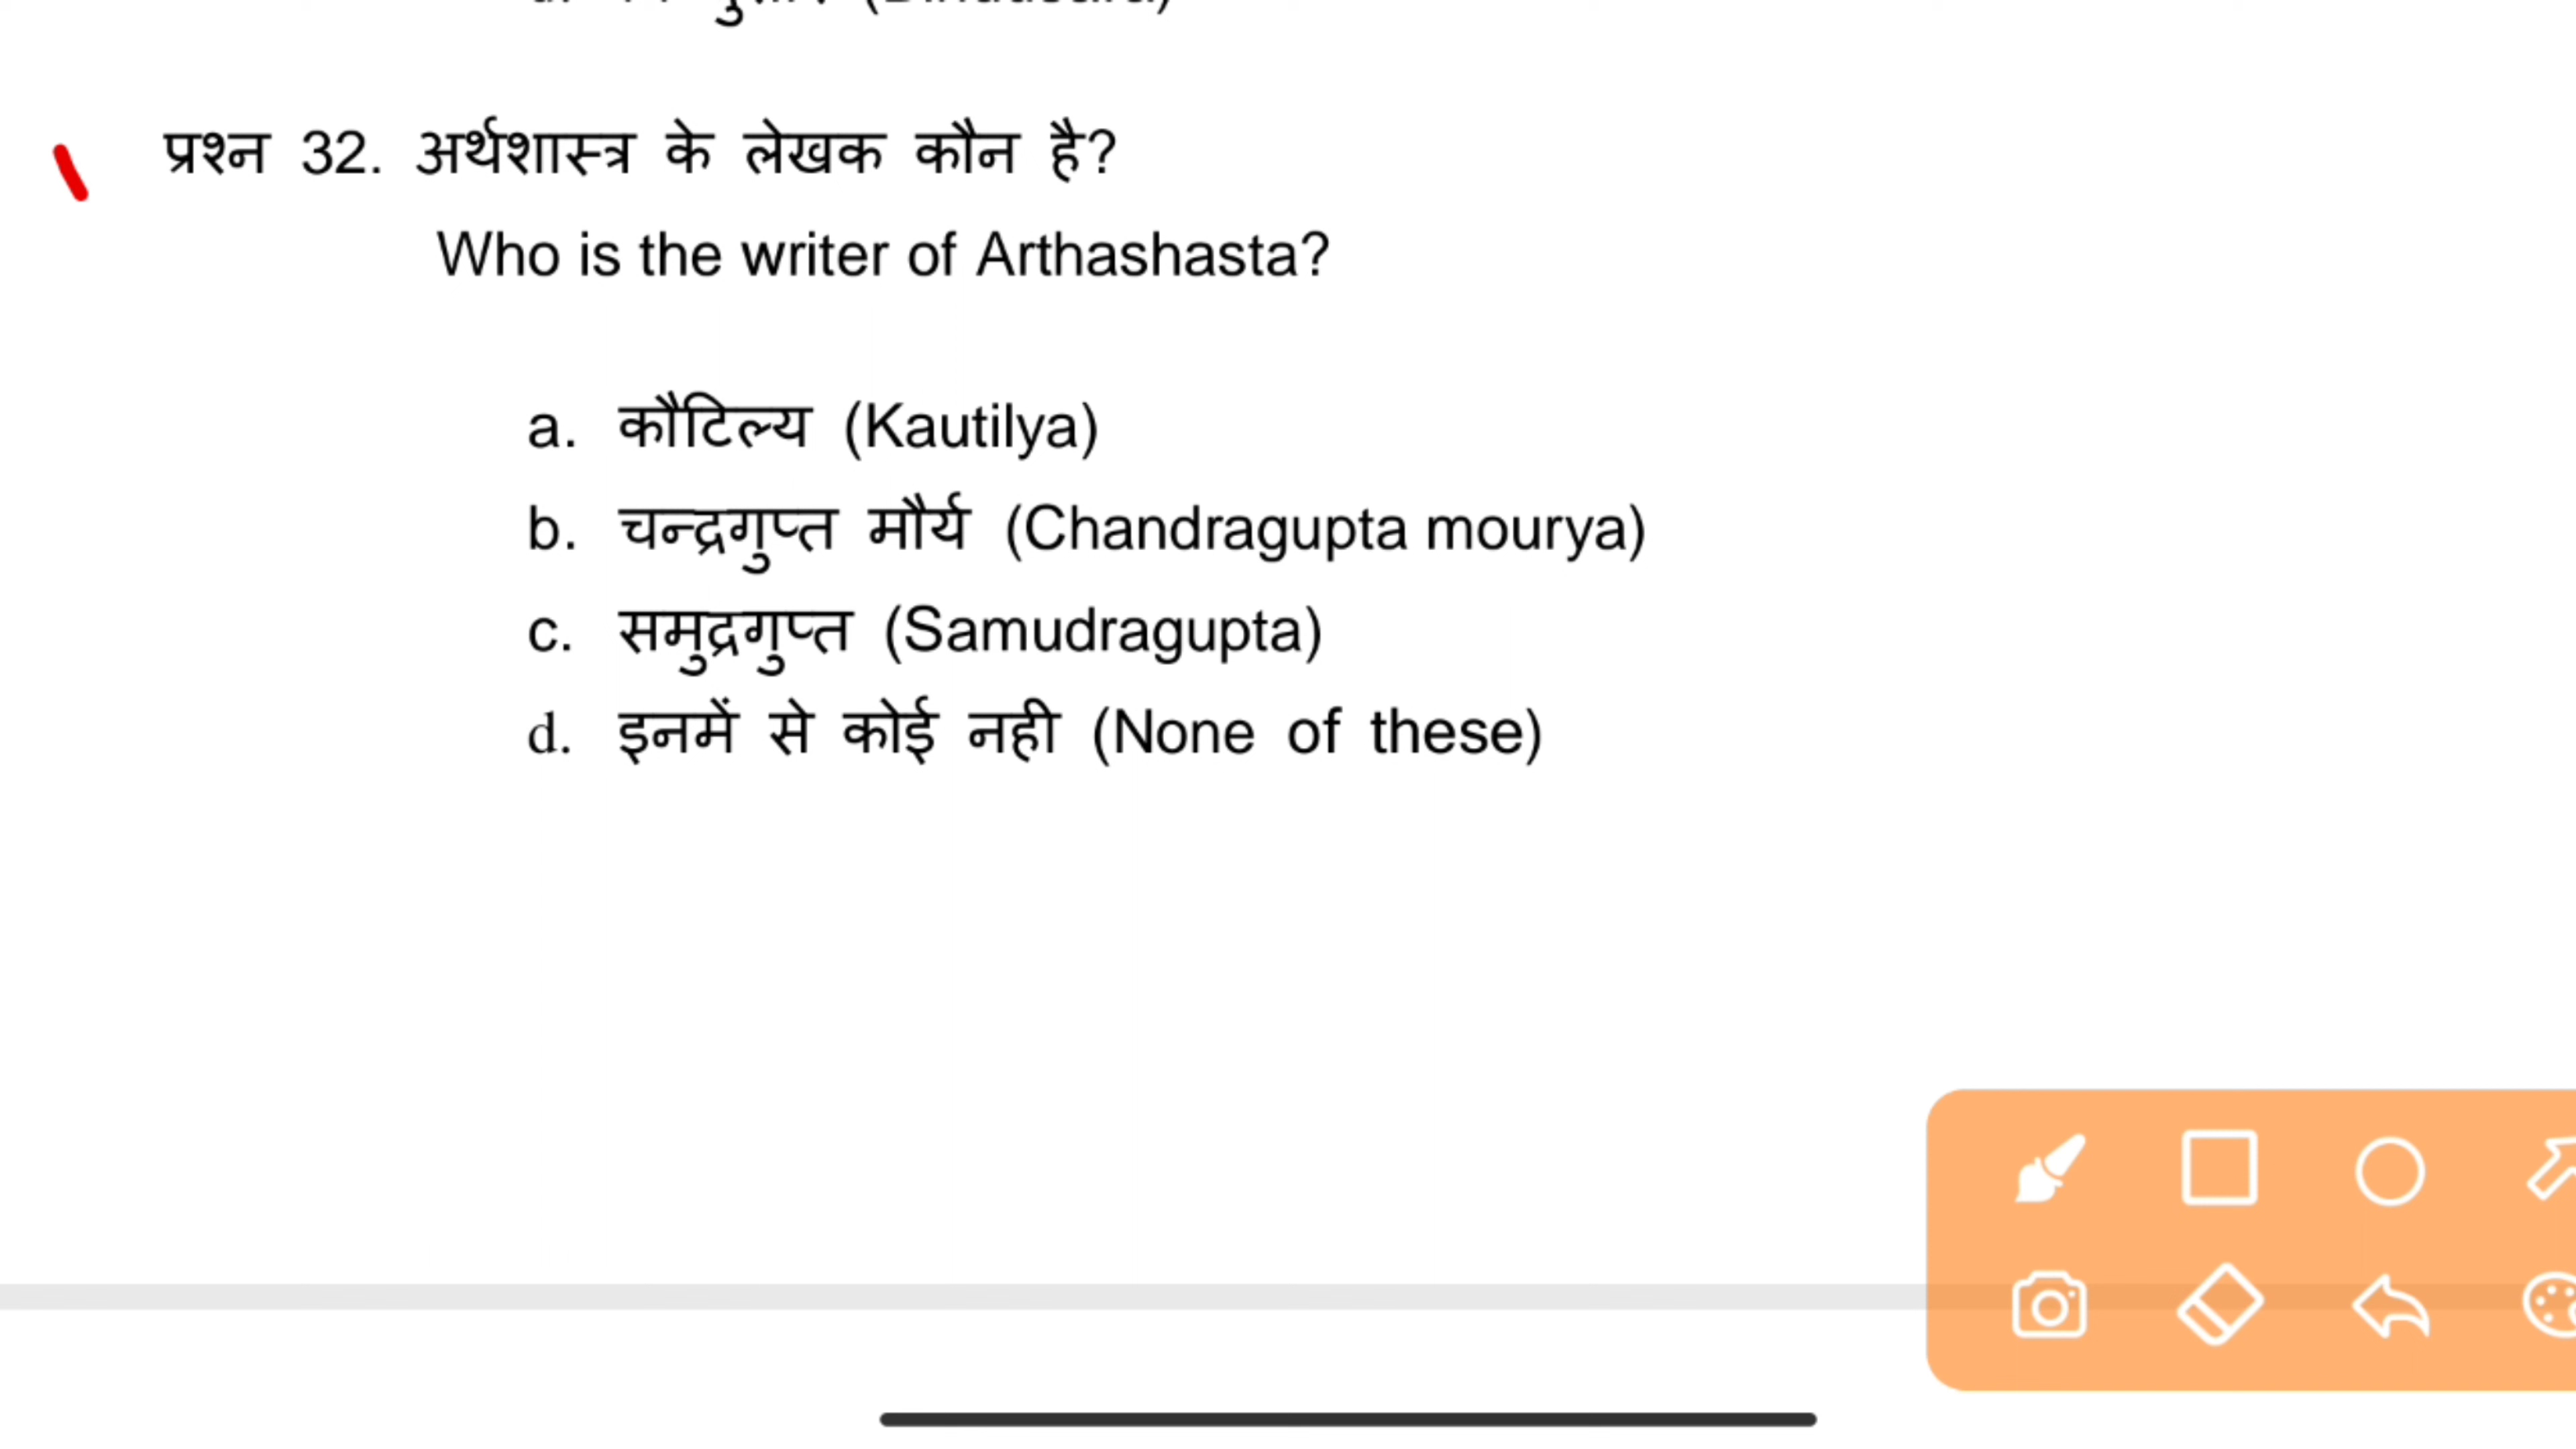 प्रश्न 32. अर्थशास्त्र के लेखक कौन है?
Who is the writer of Arthashasta?
a. कौटिल्य (Kautilya)
b. चन्द्रगुप्त मौर्य (Chandragupta mourya)
c. समुद्रगुप्त (Samudragupta)
d. इनमें से कोई नही (None of these)